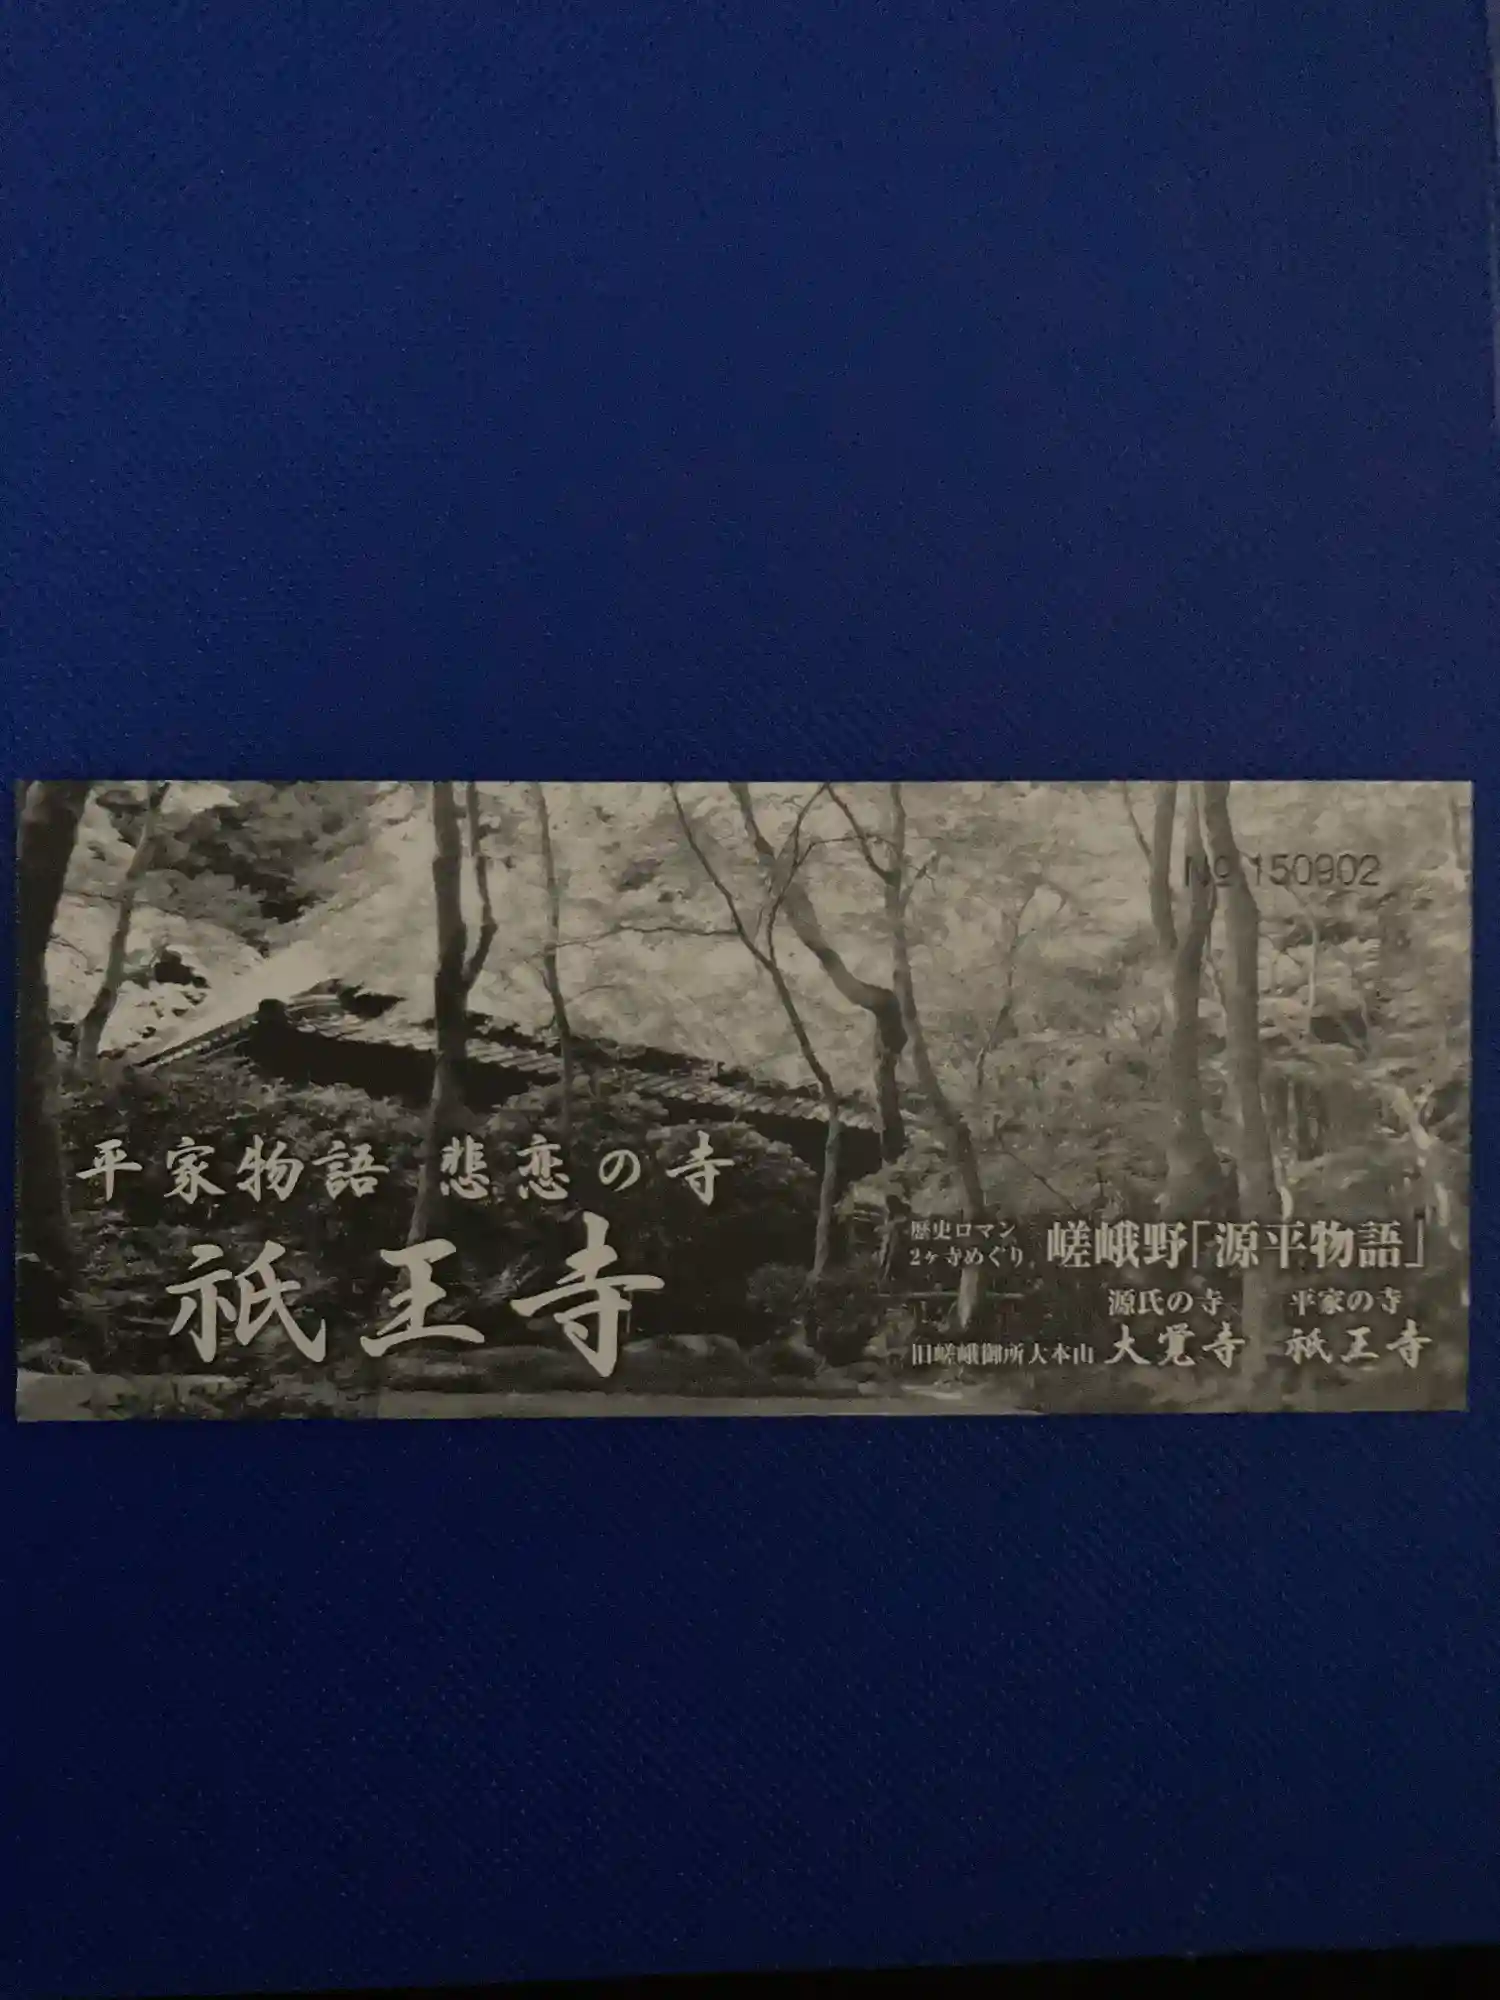 No 150902
平家物語 悲恋の寺
祇王寺
歴史ロマン
2ヶ寺めぐり
嵯峨野「源平物語」
源氏の寺 平家の寺
旧嵯峨御所大本山 大覚寺 祇王寺